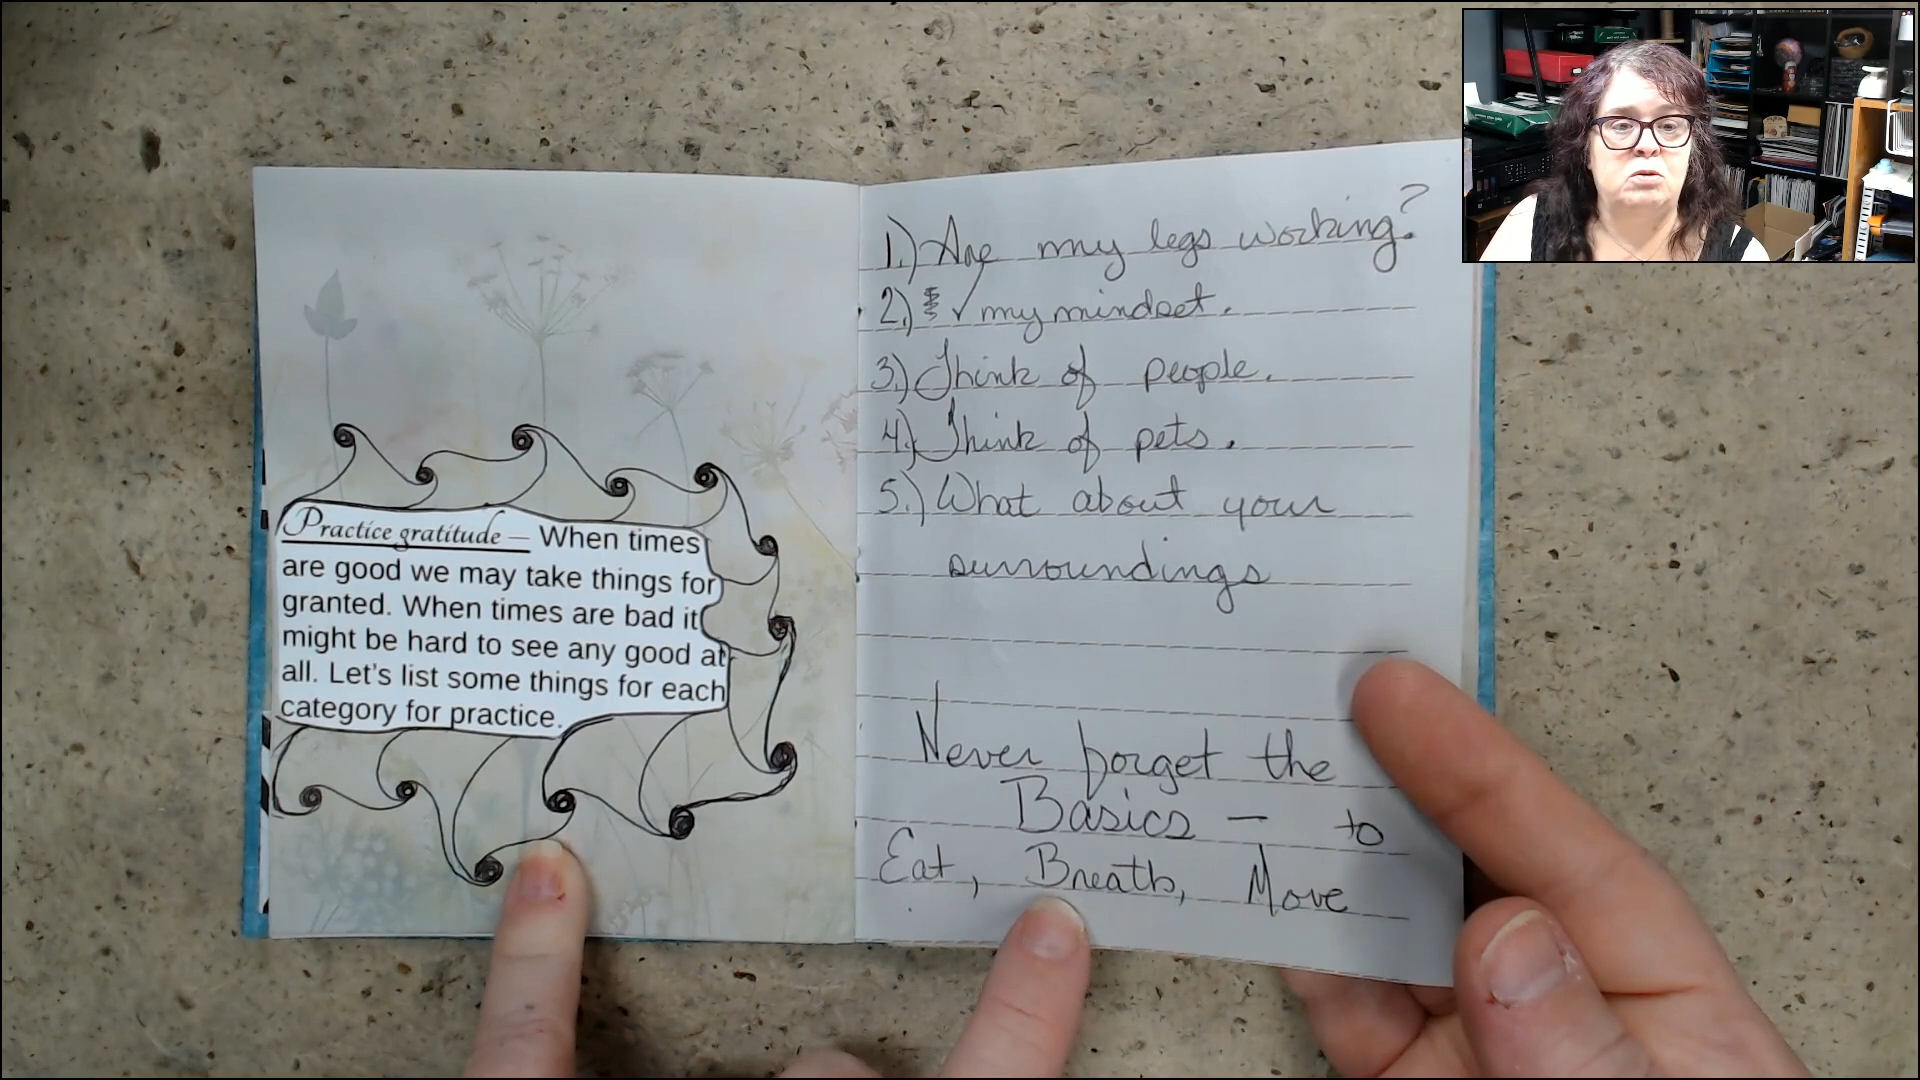 Practice gratitude – When times
are good we may take things for
granted. When times are bad it
might be hard to see any good at
all. Let's list some things for each
category for practice.
1.) Are my legs working?
2.) ✓ my mindset.
3.) Think of people.
4.) Think of pets.
5.) What about your
surroundings
Never forget the
Basics – to
Eat, Breath, Move